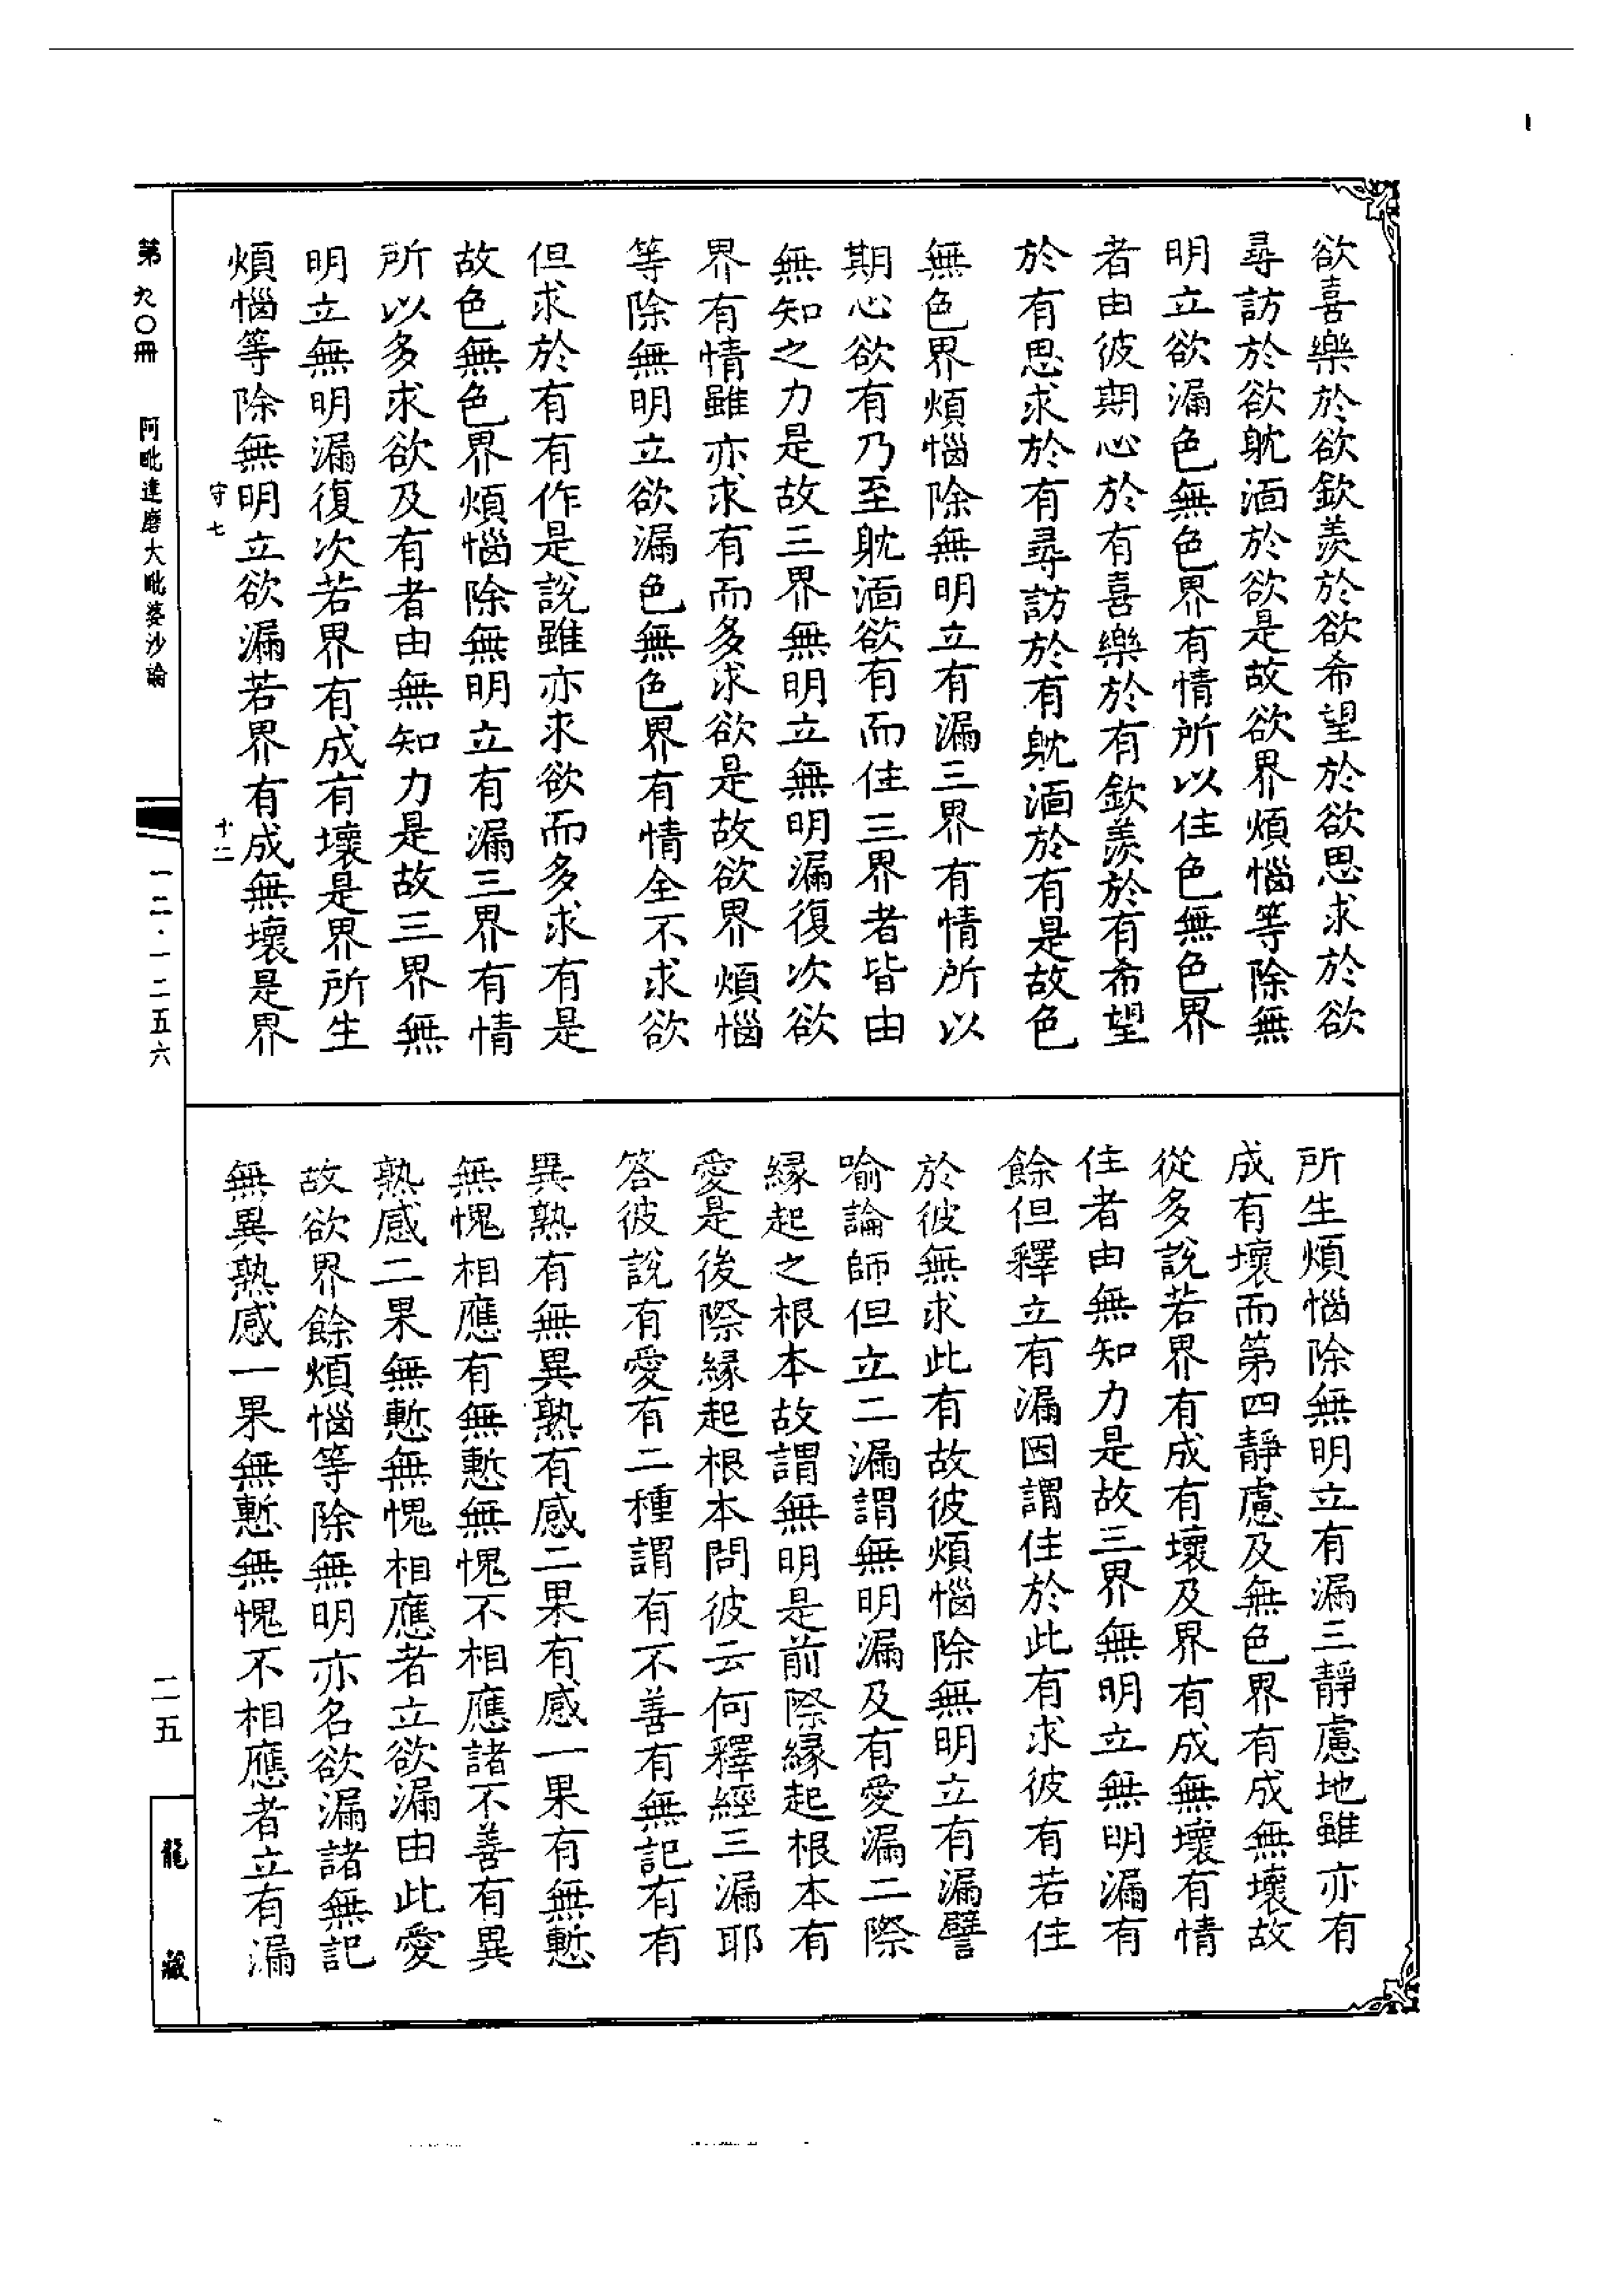 欲喜樂於欲欽羨於欲希望於欲思求於欲
尋訪於欲躭湎於欲是故欲界煩惱等除無
明立欲漏色無色界有情所以住色無色界
者由彼期心於有喜樂於有欽羨於有希望
於有思求於有尋訪於有躭湎於有是故色
無色界煩惱除無明立有漏三界有情所以
期心欲有乃至躭湎欲有而住三界者皆由
無知之力是故三界無明立無明漏復次欲
界有情雖亦求有而多求欲是故欲界煩惱
等除無明立欲漏色無色界有情全不求欲
但求於有有作是說雖亦求欲而多求有是
故色無色界煩惱除無明立有漏三界有情
所以多求欲及有者由無知力是故三界無
明立無明漏復次若界有成有壞是界所生
煩惱等除無明立欲漏若界有成無壞是界
守七 十二
所生煩惱除無明立有漏三靜慮地雖亦有
成有壞而第四靜慮及無色界有成無壞故
從多說若界有成有壞及界有成無壞有情
住者由無知力是故三界無明立無明漏有
餘但釋立有漏因謂住於此有求彼有若住
於彼無求此有故彼煩惱除無明立有漏譬
喻論師但立二漏謂無明漏及有愛漏二際
緣起之根本故謂無明是前際緣起根本有
愛是後際緣起根本問彼云何釋經三漏耶
答彼說有愛有二種謂有不善有無記有有
異熟有無異熟有感二果有感一果有無慙
無愧相應有無慙無愧不相應諸不善有異
熟感二果無慙無愧相應者立欲漏由此愛
故欲界餘煩惱等除無明亦名欲漏諸無記
無異熟感一果無慙無愧不相應者立有漏
第九〇冊 阿毗達磨大毗婆沙論 一二·一二五六 二五 龍藏